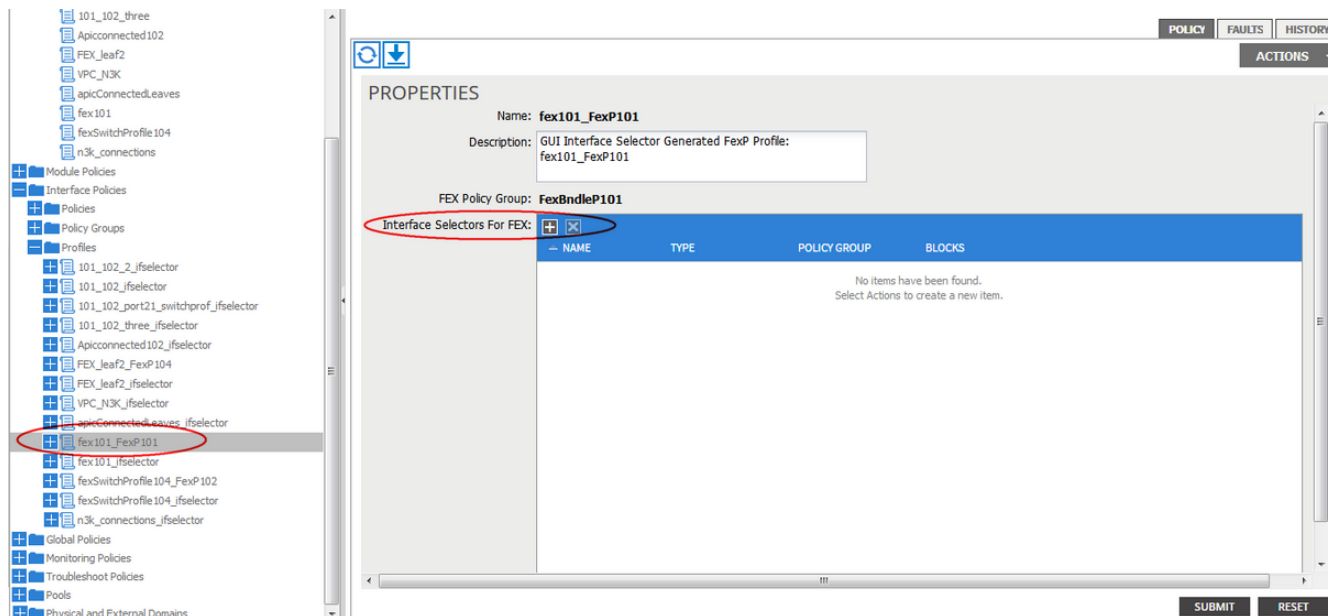 101_102_three
Apicconnected102
FEX_leaf2
VPC_N3K
apicConnectedLeaves
fex101
fexSwitchProfile104
n3k_connections
Module Policies
Interface Policies
Policies
Policy Groups
Profiles
101_102_2_ifselector
101_102_ifselector
101_102_port21_switchprof_ifselector
101_102_three_ifselector
Apicconnected102_ifselector
FEX_leaf2_FexP104
FEX_leaf2_ifselector
VPC_N3K_ifselector
apicConnectedLeaves_ifselector
fex101_FexP101
fex101_ifselector
fexSwitchProfile104_FexP102
fexSwitchProfile104_ifselector
n3k_connections_ifselector
Global Policies
Monitoring Policies
Troubleshoot Policies
Pools
Physical and External Domains
POLICY FAULTS HISTORY
ACTIONS
PROPERTIES
Name: fex101_FexP101
Description: GUI Interface Selector Generated FexP Profile:
fex101_FexP101
FEX Policy Group: FexBndleP101
Interface Selectors For FEX:
NAME TYPE POLICY GROUP BLOCKS
No items have been found.
Select Actions to create a new item.
SUBMIT RESET